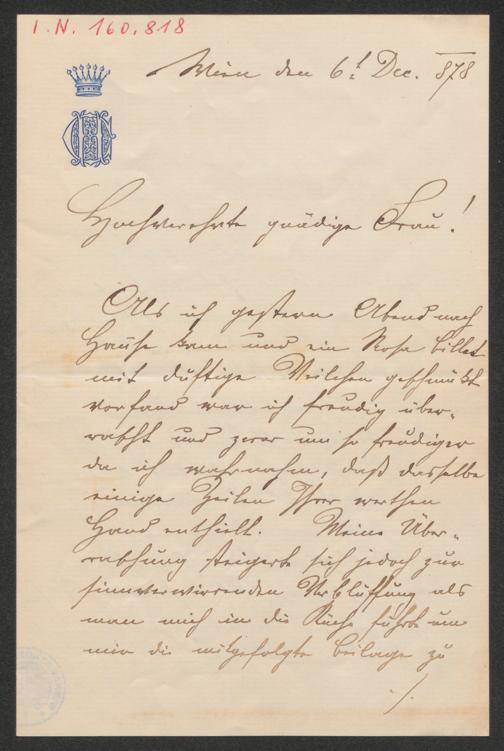 I. N. 160.818
Wien den 6t. Dec. 878
Hochverehrte gnädige Frau!
Als ich gestern Abend nach
Hause kam und ein Rosa Billet
mit duftige Veilchen geschmückt
vorfand war ich freudig über-
rascht und zwar um so freudiger
da ich wahrnahm, daß dasselbe
einige Zeilen Ihrer werthen
Hand enthielt. Meine Über-
raschung steigerte sich jedoch zur
sinnverwirrenden Verblüffung als
man mich in die Küche führte um
mir die mitgefolgte Beilage zu
./.